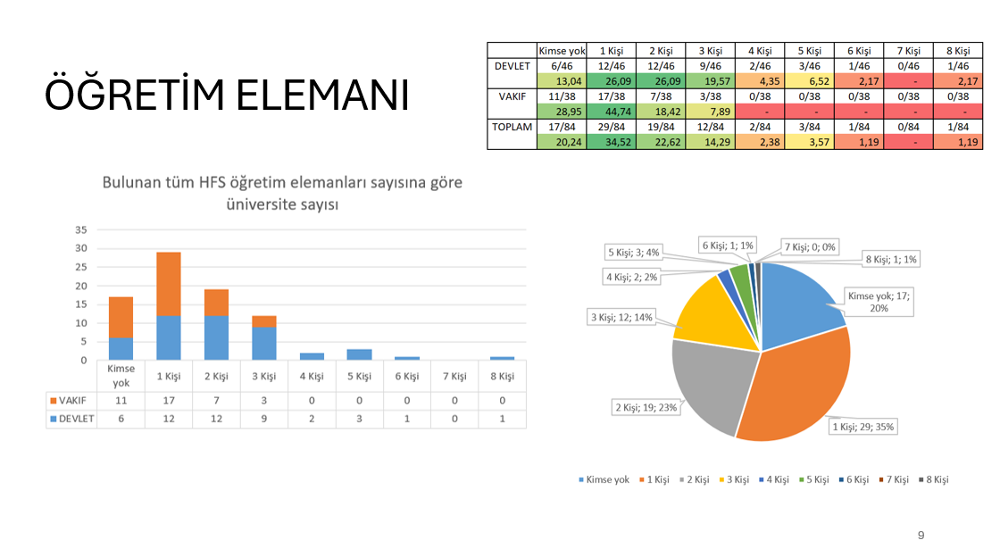 ÖĞRETİM ELEMANI
Kimse yok 1 Kişi 2 Kişi 3 Kişi 4 Kişi 5 Kişi 6 Kişi 7 Kişi 8 Kişi
DEVLET 6/46 12/46 12/46 9/46 2/46 3/46 1/46 0/46 1/46
13,04 26,09 26,09 19,57 4,35 6,52 2,17 - 2,17
VAKIF 11/38 17/38 7/38 3/38 0/38 0/38 0/38 0/38 0/38
28,95 44,74 18,42 7,89 - - - - -
TOPLAM 17/84 29/84 19/84 12/84 2/84 3/84 1/84 0/84 1/84
20,24 34,52 22,62 14,29 2,38 3,57 1,19 - 1,19
Bulunan tüm HFS öğretim elemanları sayısına göre
üniversite sayısı
35
30
25
20
15
10
5
0
Kimse
yok 1 Kişi 2 Kişi 3 Kişi 4 Kişi 5 Kişi 6 Kişi 7 Kişi 8 Kişi
VAKIF 11 17 7 3 0 0 0 0 0
DEVLET 6 12 12 9 2 3 1 0 1
6 Kişi; 1; 1%
7 Kişi; 0; 0%
5 Kişi; 3; 4%
8 Kişi; 1; 1%
4 Kişi; 2; 2%
Kimse yok; 17;
20%
3 Kişi; 12; 14%
2 Kişi; 19; 23%
1 Kişi; 29; 35%
Kimse yok 1 Kişi 2 Kişi 3 Kişi 4 Kişi 5 Kişi 6 Kişi 7 Kişi 8 Kişi
9